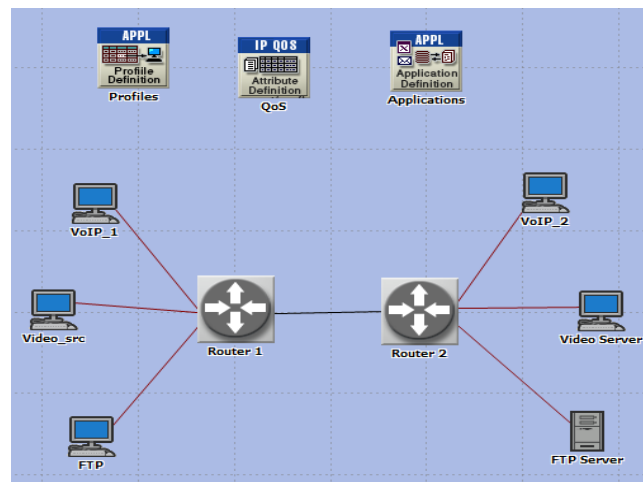 APPL
Profiile
Definition
Profiles
IP QOS
Attribute
Definition
QoS
APPL
Application
Definition
Applications
VoIP_1
VoIP_2
Video_src
Router 1
Router 2
Video Server
FTP
FTP Server